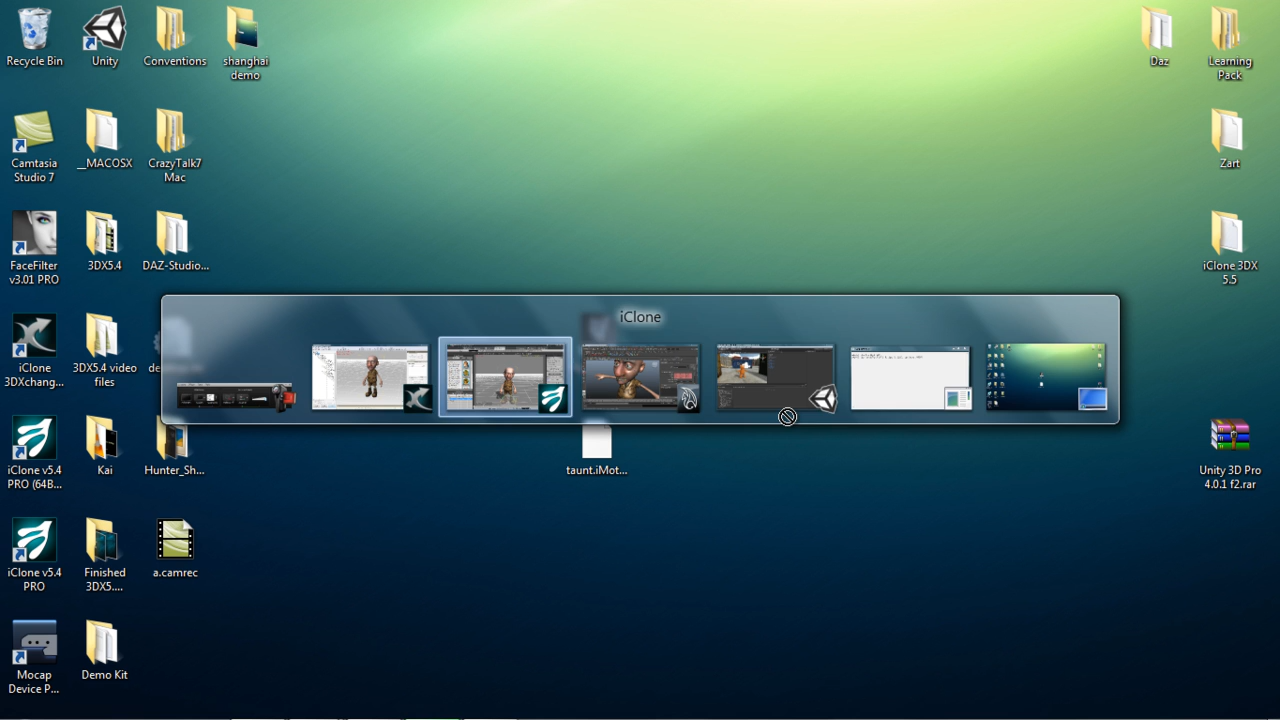 Recycle Bin
Unity
Conventions
shanghai
demo
Daz
Learning
Pack
Camtasia
Studio 7
__MACOSX
CrazyTalk7
Mac
Zart
FaceFilter
v3.01 PRO
3DX5.4
DAZ-Studio...
iClone 3DX
5.5
iClone
iClone
3DXchang...
3DX5.4 video
files
de
iClone v5.4
PRO (64B...
Kai
Hunter_Sh...
taunt.iMot...
Unity 3D Pro
4.0.1 f2.rar
iClone v5.4
PRO
Finished
3DX5....
a.camrec
Mocap
Device P...
Demo Kit